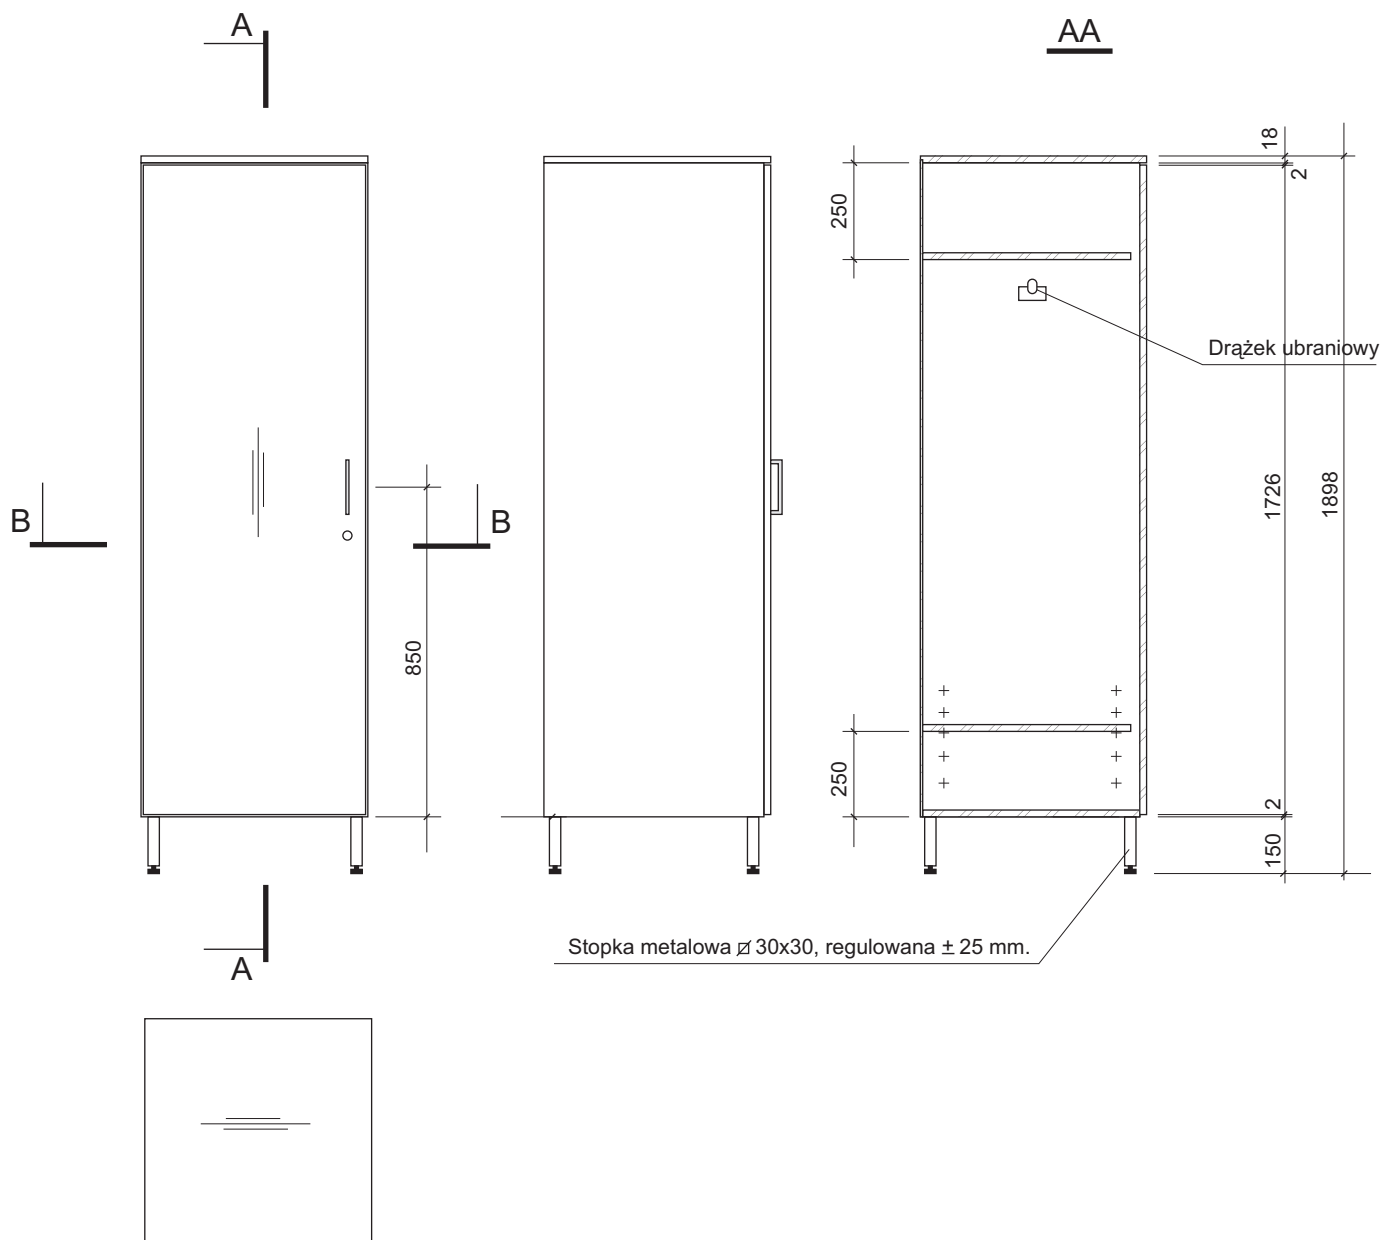 A
AA
18
2
250
Drążek ubraniowy
1726
1898
B
B
850
250
2
150
Stopka metalowa ⌀ 30x30, regulowana ± 25 mm.
A